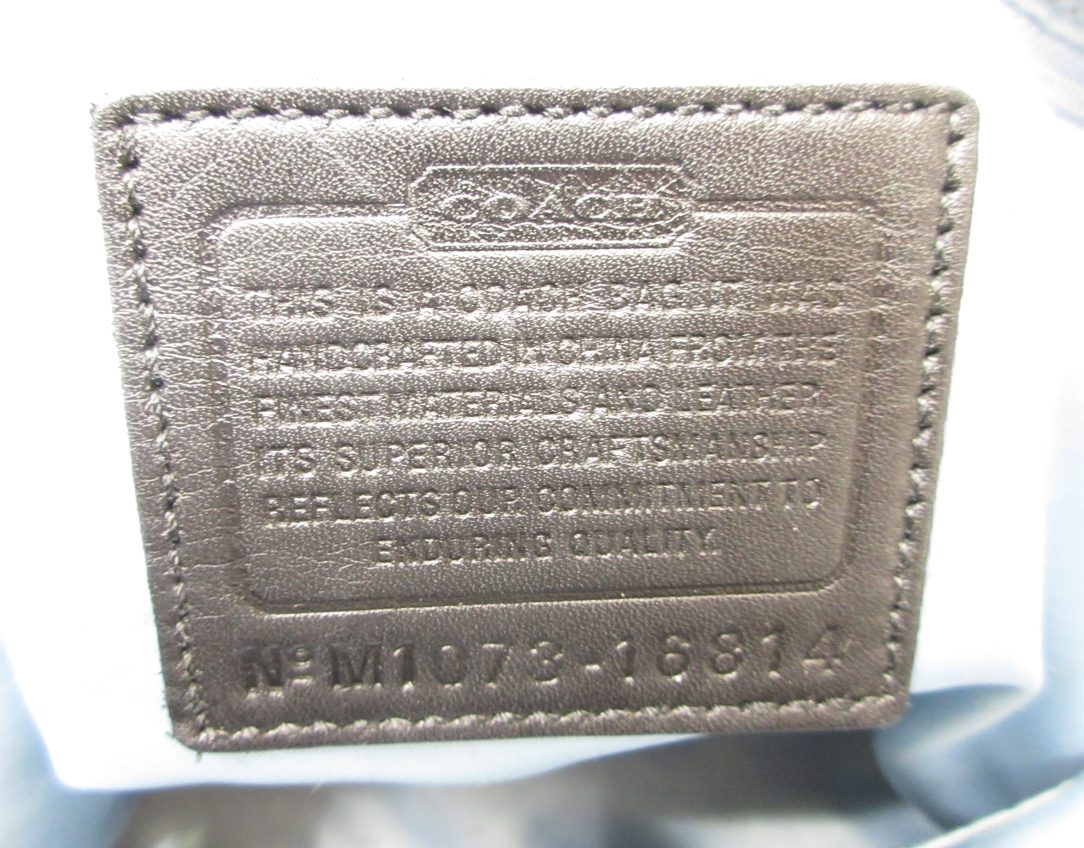 COACH
THIS IS A COACH BAG. IT WAS
HANDCRAFTED IN CHINA FROM THE
FINEST MATERIALS AND LEATHER.
ITS SUPERIOR CRAFTSMANSHIP
REFLECTS OUR COMMITMENT TO
ENDURING QUALITY.
Nº M1073-16814